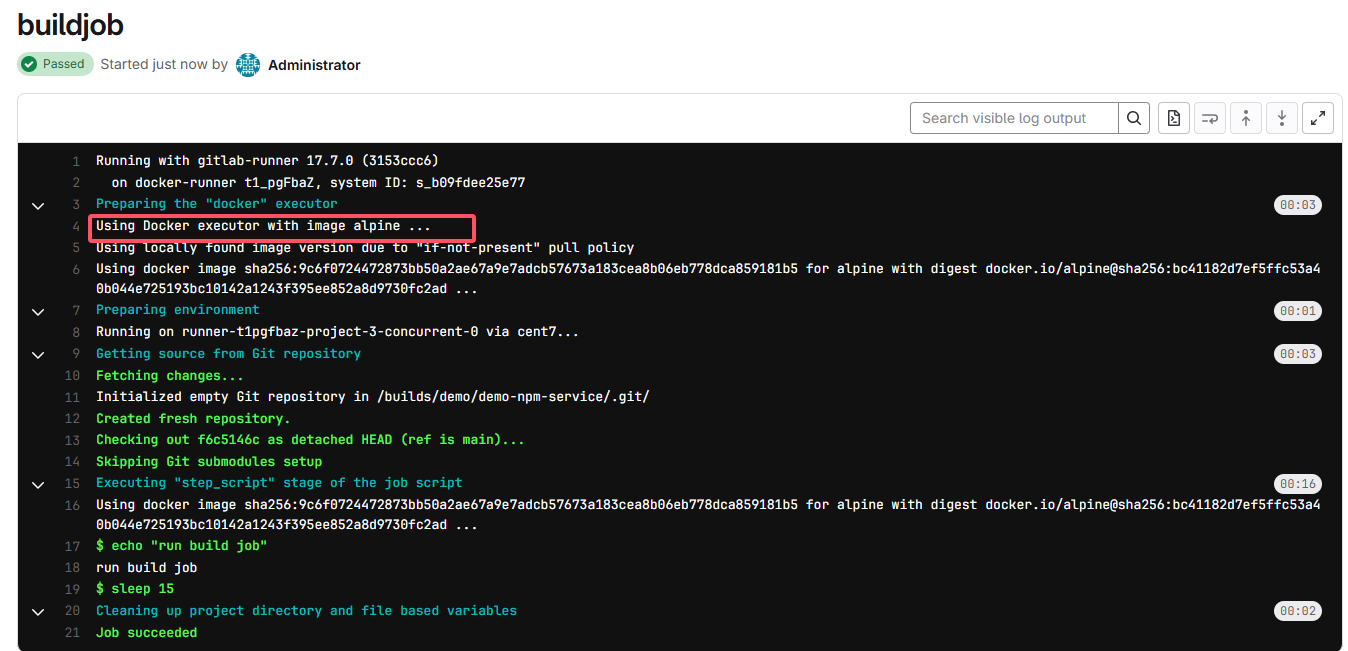 buildjob
Passed Started just now by Administrator
Search visible log output
1 Running with gitlab-runner 17.7.0 (3153ccc6)
2 on docker-runner t1_pgFbaZ, system ID: s_b09fdee25e77
3 Preparing the "docker" executor 00:03
4 Using Docker executor with image alpine ...
5 Using locally found image version due to "if-not-present" pull policy
6 Using docker image sha256:9c6f0724472873bb50a2ae67a9e7adcb57673a183cea8b06eb778dca859181b5 for alpine with digest docker.io/alpine@sha256:bc41182d7ef5ffc53a4
0b044e725193bc10142a1243f395ee852a8d9730fc2ad ...
7 Preparing environment 00:01
8 Running on runner-t1pgfbaz-project-3-concurrent-0 via cent7...
9 Getting source from Git repository 00:03
10 Fetching changes...
11 Initialized empty Git repository in /builds/demo/demo-npm-service/.git/
12 Created fresh repository.
13 Checking out f6c5146c as detached HEAD (ref is main)...
14 Skipping Git submodules setup
15 Executing "step_script" stage of the job script 00:16
16 Using docker image sha256:9c6f0724472873bb50a2ae67a9e7adcb57673a183cea8b06eb778dca859181b5 for alpine with digest docker.io/alpine@sha256:bc41182d7ef5ffc53a4
0b044e725193bc10142a1243f395ee852a8d9730fc2ad ...
17 $ echo "run build job"
18 run build job
19 $ sleep 15
20 Cleaning up project directory and file based variables 00:02
21 Job succeeded